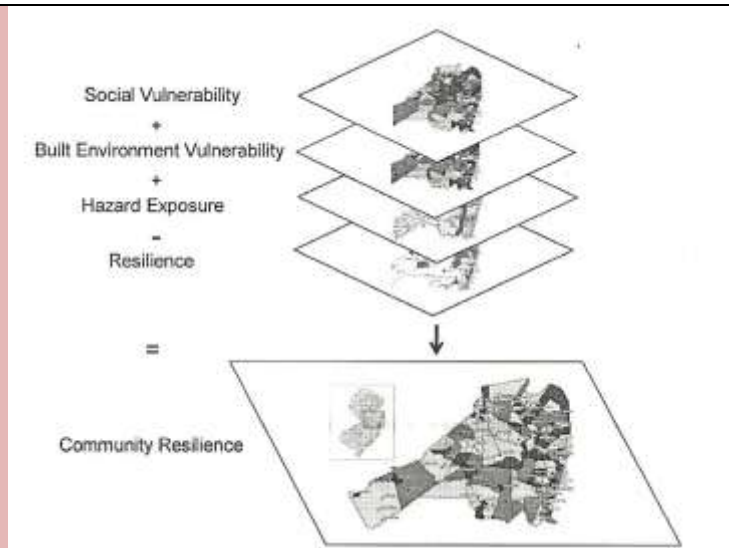 Social Vulnerability
+
Built Environment Vulnerability
+
Hazard Exposure
-
Resilience
=
Community Resilience